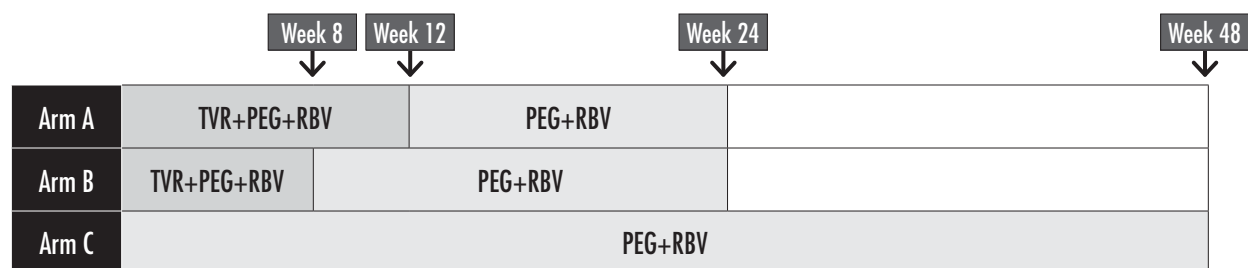 Week 8 Week 12 Week 24 Week 48
Arm A TVR+PEG+RBV PEG+RBV
Arm B TVR+PEG+RBV PEG+RBV
Arm C PEG+RBV